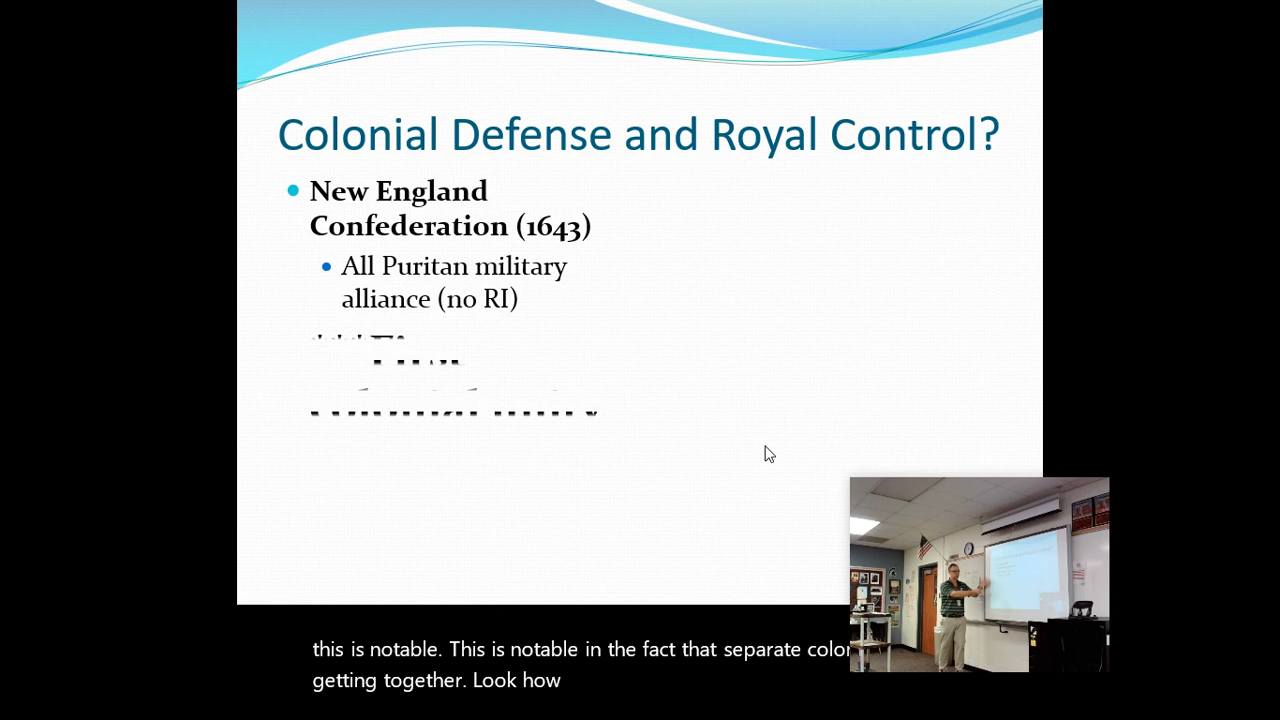 Colonial Defense and Royal Control?
New England
Confederation (1643)
All Puritan military
alliance (no RI)
this is notable. This is notable in the fact that separate
getting together. Look how